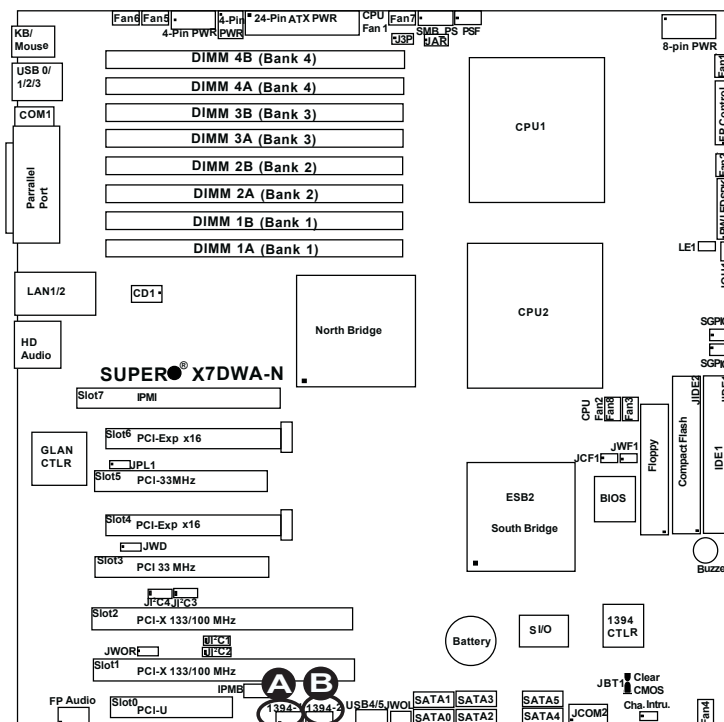 KB/
Mouse
Fan6
Fan5
4-Pin PWR
4-Pin
PWR
24-Pin ATX PWR
CPU
Fan 1
Fan7
J3P
SMB_PS
JAR
PSF
8-pin PWR
Fan1
USB 0/
1/2/3
COM1
Parrallel
Port
DIMM 4B (Bank 4)
DIMM 4A (Bank 4)
DIMM 3B (Bank 3)
DIMM 3A (Bank 3)
DIMM 2B (Bank 2)
DIMM 2A (Bank 2)
DIMM 1B (Bank 1)
DIMM 1A (Bank 1)
CPU1
FP Control
LE1
LAN1/2
CD1
HD
Audio
North Bridge
CPU2
SUPER ® X7DWA-N
Slot7
IPMI
Slot6
PCI-Exp x16
GLAN
CTLR
JPL1
Slot5
PCI-33MHz
Slot4
PCI-Exp x16
JWD
Slot3
PCI 33 MHz
JI²C4
JI²C3
Slot2
PCI-X 133/100 MHz
JI²C1
JI²C2
JWOR
Slot1
PCI-X 133/100 MHz
IPMB
Slot0
PCI-U
FP Audio
CPU
Fan2
Fan8
Fan3
JWF1
JCF1
Floppy
JIDE2
Compact Flash
IDE1
ESB2
South Bridge
BIOS
Battery
S I/O
1394
CTLR
JBT1
Clear
CMOS
Cha. Intru.
A
B
USB4/5
JWOL
SATA1
SATA3
SATA0
SATA2
SATA5
SATA4
JCOM2
Fan4